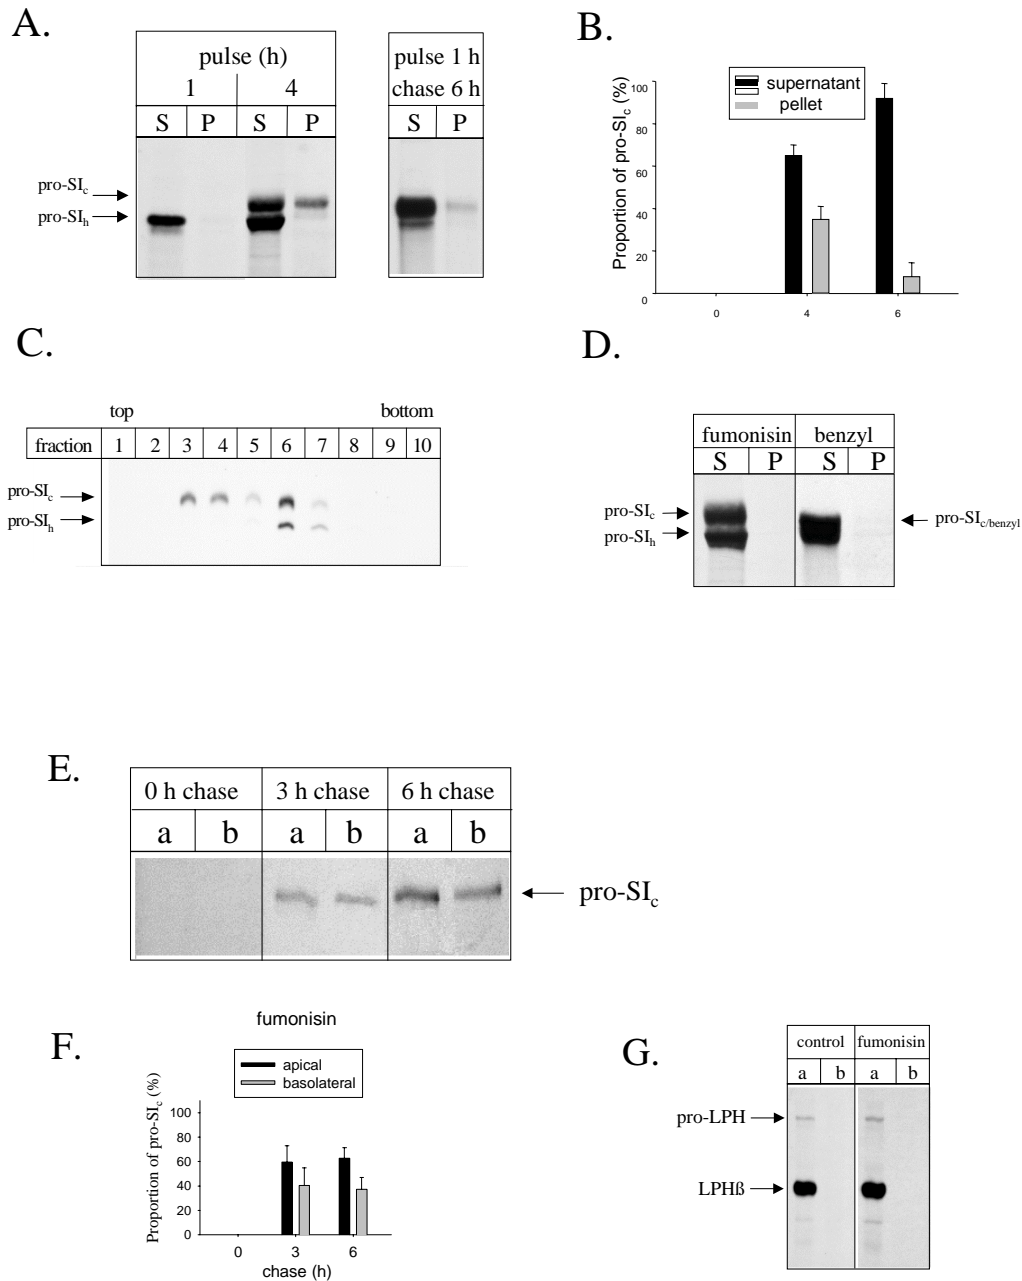 A.
pulse (h)
1 4
S P S P
pulse 1 h
chase 6 h
S P
pro-SIc
pro-SIh
B.
supernatant
pellet
Proportion of pro-SIc (%)
100
80
60
40
20
0
0 4 6
C.
top bottom
fraction 1 2 3 4 5 6 7 8 9 10
pro-SIc
pro-SIh
D.
fumonisin benzyl
S P S P
pro-SIc
pro-SIh
pro-SIc/benzyl
E.
0 h chase 3 h chase 6 h chase
a b a b a b
pro-SIc
F.
fumonisin
apical
basolateral
Proportion of pro-SIc (%)
100
80
60
40
20
0
0 3 6
chase (h)
G.
control fumonisin
a b a b
pro-LPH
LPHß